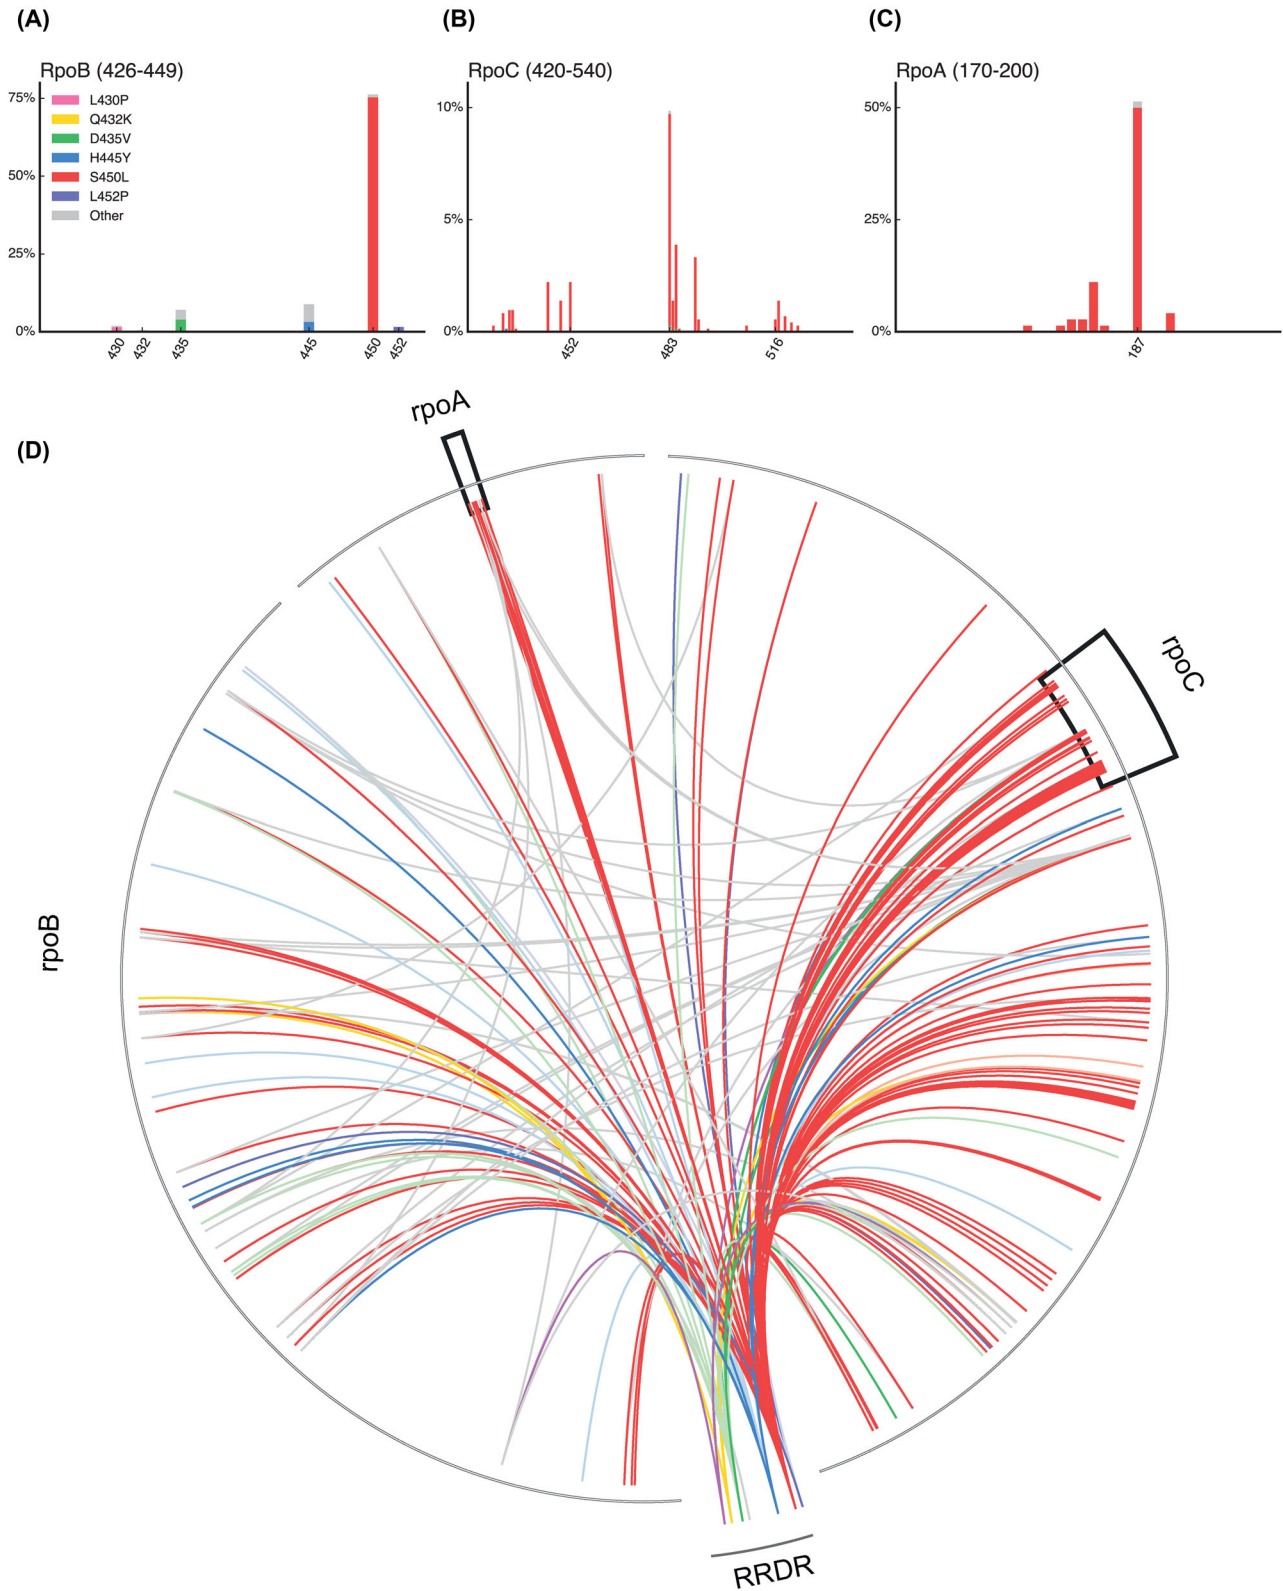 (A)
(B)
(C)
RpoB (426-449)
RpoC (420-540)
RpoA (170-200)
75%
50%
25%
0%
L430P
Q432K
D435V
H445Y
S450L
L452P
Other
430
432
435
445
450
452
10%
5%
0%
452
483
516
50%
25%
0%
187
(D)
rpoA
rpoC
rpoB
RRDR